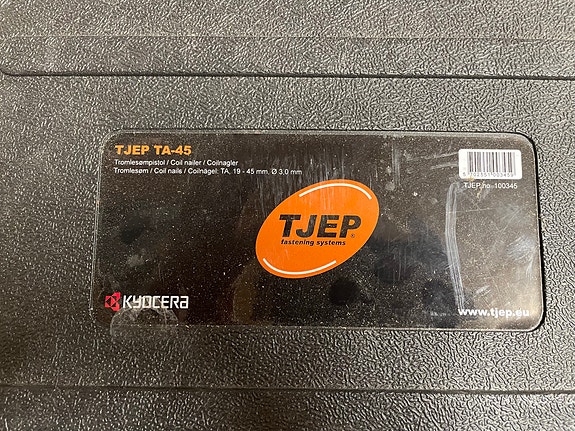 TJEP TA-45
Tromlesømpistol / Coil nailer / Coilnagler
Tromlesøm / Coil nails / Coilnägel: TA, 19 - 45 mm, Ø 3,0 mm
TJEP no. 100345
TJEP®
fastening systems
KYOCERA
www.tjep.eu